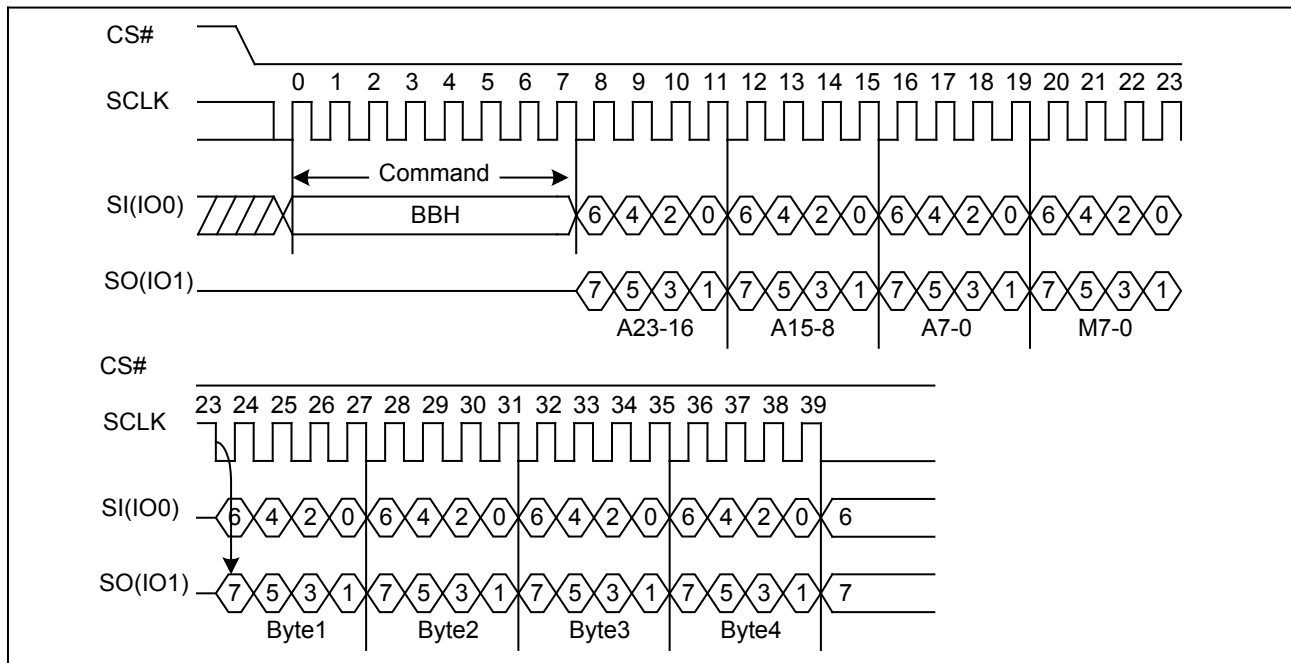 CS#
0 1 2 3 4 5 6 7 8 9 10 11 12 13 14 15 16 17 18 19 20 21 22 23
SCLK
Command
SI(IO0) BBH 6 4 2 0 6 4 2 0 6 4 2 0 6 4 2 0
SO(IO1) 7 5 3 1 7 5 3 1 7 5 3 1 7 5 3 1
A23-16 A15-8 A7-0 M7-0
CS#
23 24 25 26 27 28 29 30 31 32 33 34 35 36 37 38 39
SCLK
SI(IO0) 6 4 2 0 6 4 2 0 6 4 2 0 6 4 2 0 6
SO(IO1) 7 5 3 1 7 5 3 1 7 5 3 1 7 5 3 1 7
Byte1 Byte2 Byte3 Byte4